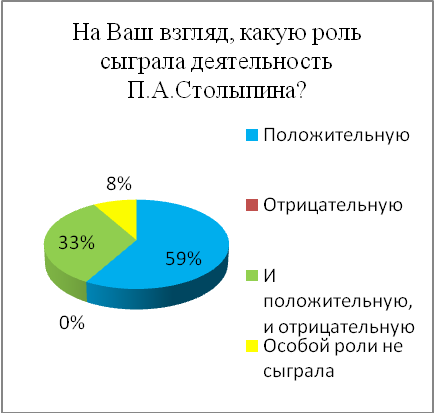 На Ваш взгляд, какую роль
сыграла деятельность
П.А.Столыпина?
Положительную
Отрицательную
И
положительную,
и отрицательную
Особой роли не
сыграла
8%
33%
59%
0%